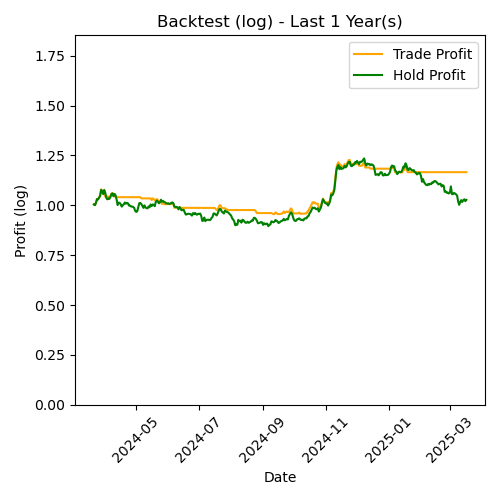 Backtest (log) - Last 1 Year(s)
Trade Profit
Hold Profit
Profit (log)
1.75
1.50
1.25
1.00
0.75
0.50
0.25
0.00
2024-05
2024-07
2024-09
2024-11
2025-01
2025-03
Date